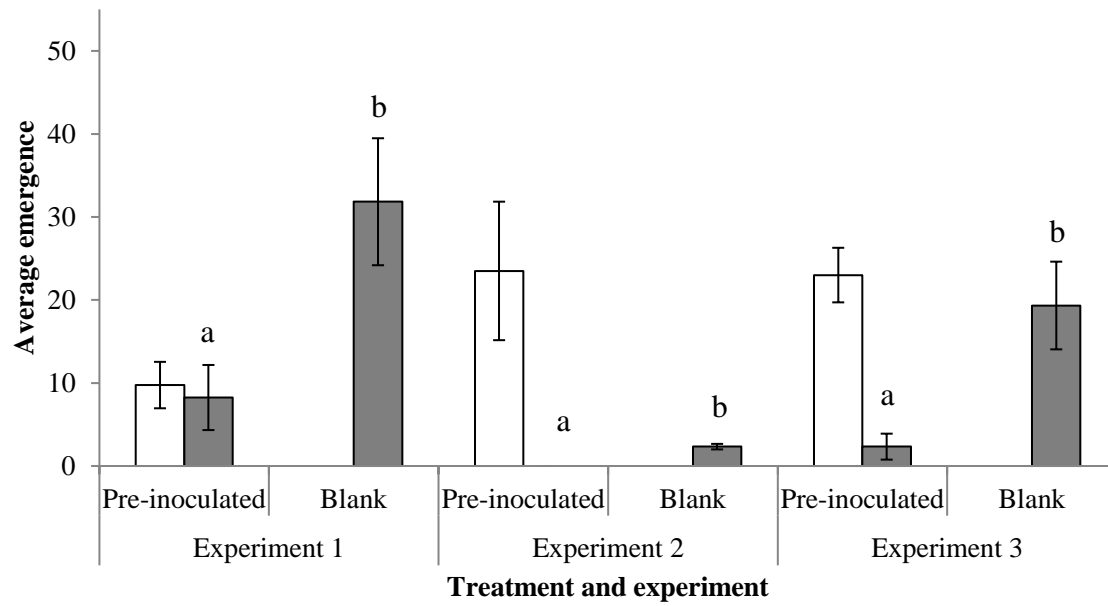 50
40
30
20
10
0
Average emergence
b
a
a
b
a
b
Pre-inoculated Blank Pre-inoculated Blank Pre-inoculated Blank
Experiment 1 Experiment 2 Experiment 3
Treatment and experiment